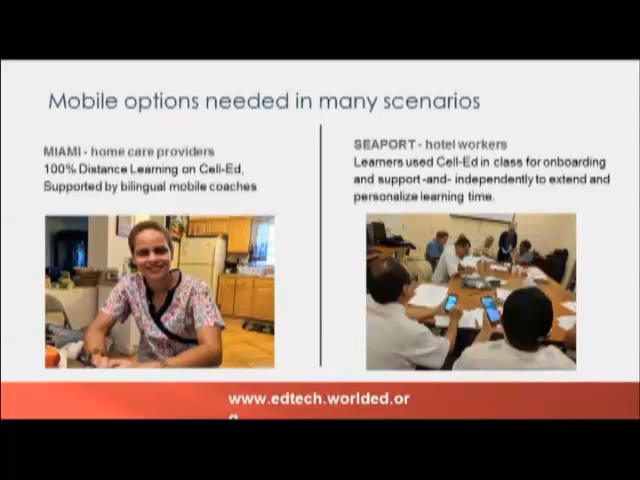 Mobile options needed in many scenarios
MIAMI - home care providers
100% Distance Learning on Cell-Ed,
Supported by bilingual mobile coaches
SEAPORT - hotel workers
Learners used Cell-Ed in class for onboarding
and support -and- independently to extend and
personalize learning time.
www.edtech.worlded.or
g